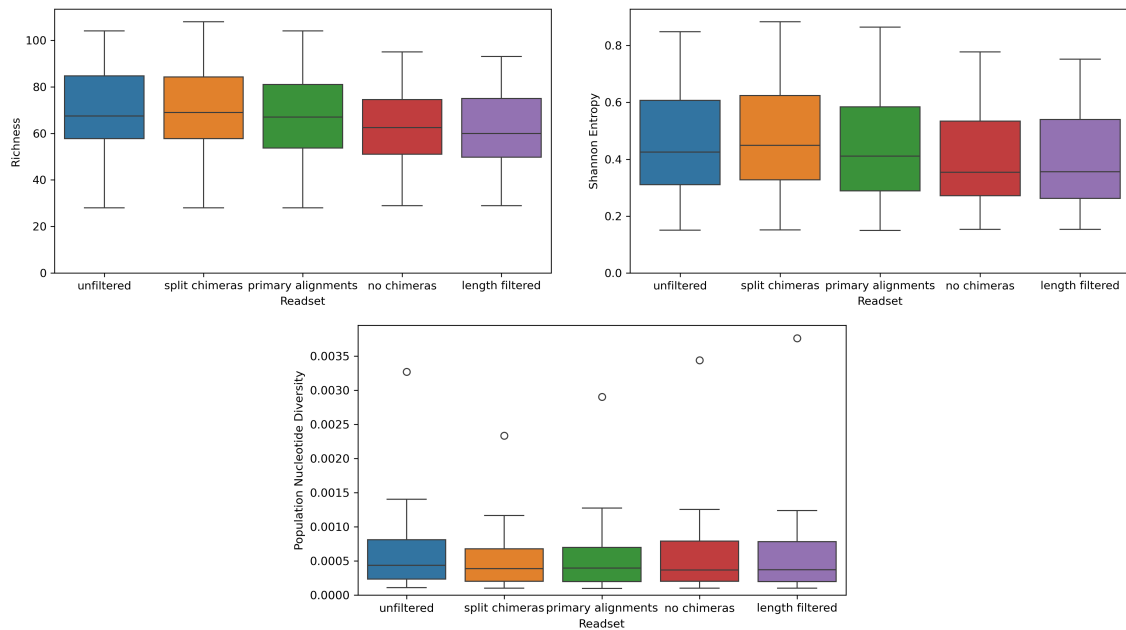 Richness
100
80
60
40
20
0
unfiltered split chimeras primary alignments no chimeras length filtered
Readset
Shannon Entropy
0.8
0.6
0.4
0.2
0.0
unfiltered split chimeras primary alignments no chimeras length filtered
Readset
Population Nucleotide Diversity
0.0035
0.0030
0.0025
0.0020
0.0015
0.0010
0.0005
0.0000
unfiltered split chimeras primary alignments no chimeras length filtered
Readset